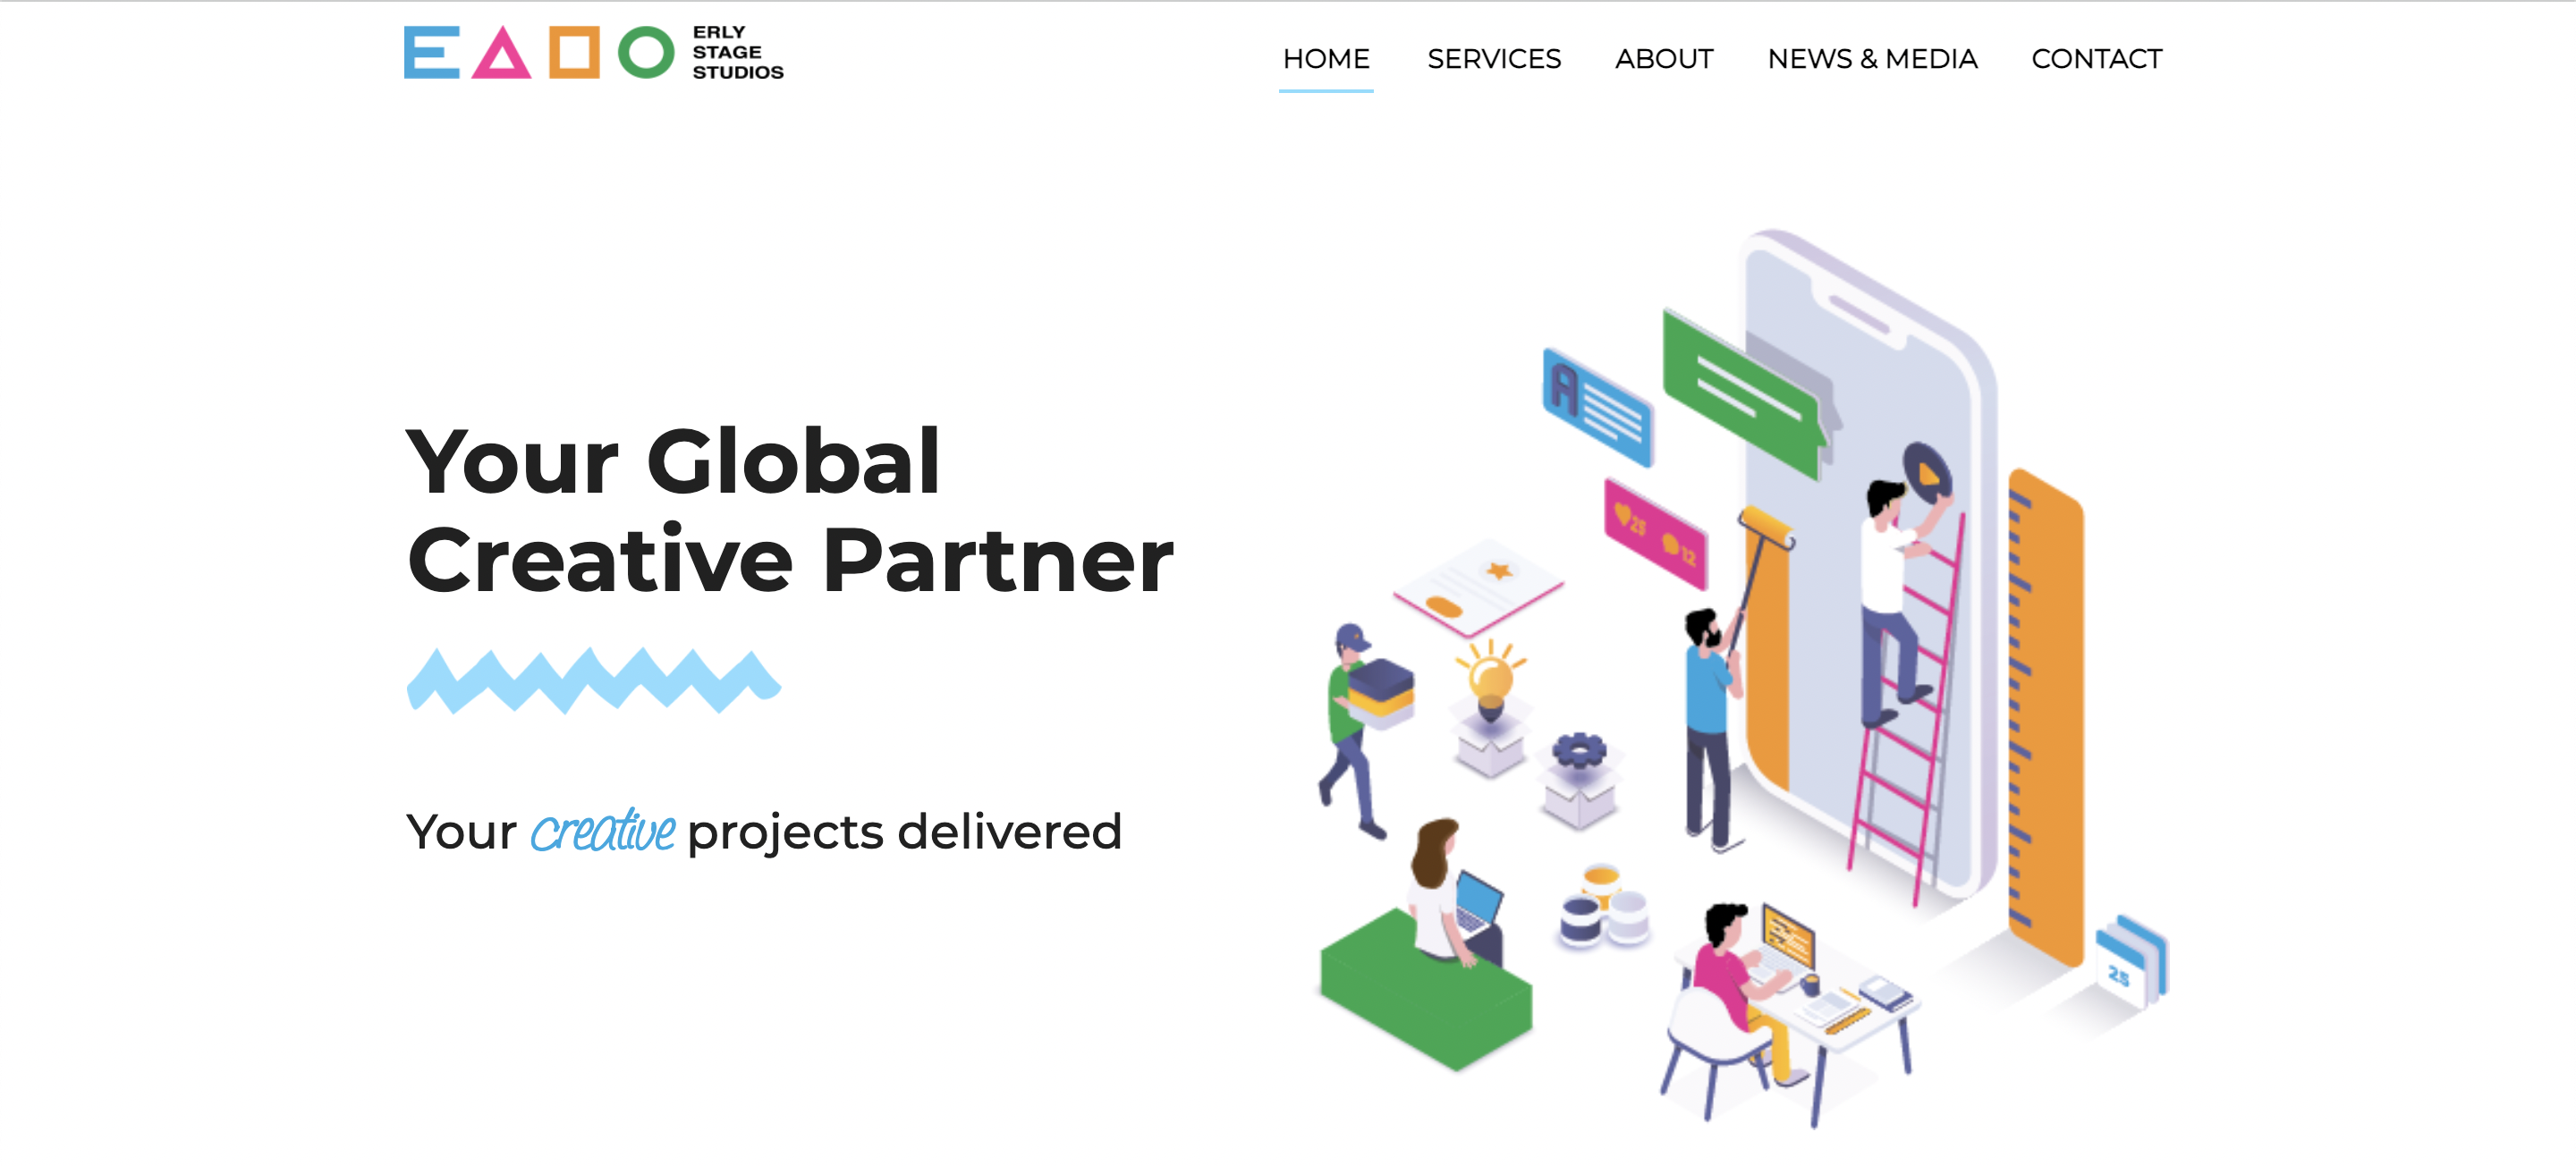 ERLY
STAGE
STUDIOS
HOME
SERVICES
ABOUT
NEWS & MEDIA
CONTACT
Your Global
Creative Partner
Your creative projects delivered
A
25
12
25